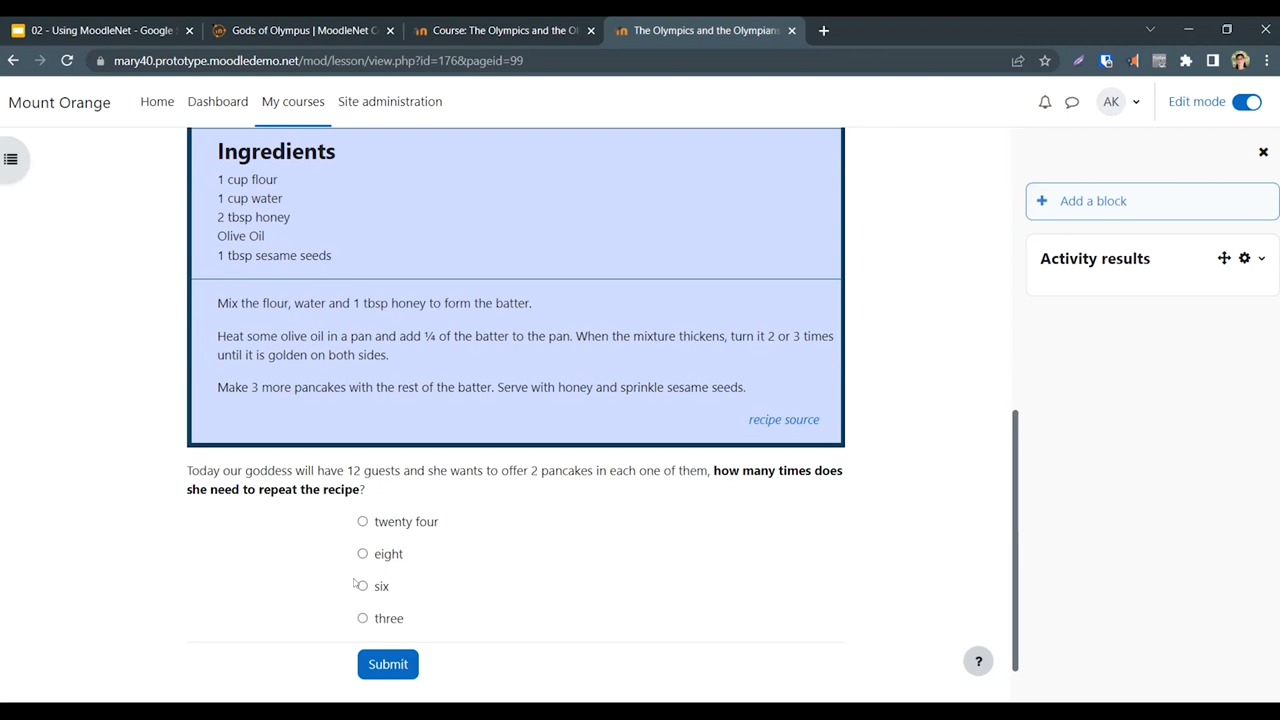 02 - Using MoodleNet - Google
Gods of Olympus | MoodleNet C
Course: The Olympics and the Ol
The Olympics and the Olympians
mary40.prototype.moodledemo.net/mod/lesson/view.php?id=176&pageid=99
Mount Orange
Home
Dashboard
My courses
Site administration
AK
Edit mode
Ingredients
1 cup flour
1 cup water
2 tbsp honey
Olive Oil
1 tbsp sesame seeds
Mix the flour, water and 1 tbsp honey to form the batter.
Heat some olive oil in a pan and add ¼ of the batter to the pan. When the mixture thickens, turn it 2 or 3 times
until it is golden on both sides.
Make 3 more pancakes with the rest of the batter. Serve with honey and sprinkle sesame seeds.
recipe source
Today our goddess will have 12 guests and she wants to offer 2 pancakes in each one of them, how many times does
she need to repeat the recipe?
twenty four
eight
six
three
Submit
?
+ Add a block
Activity results